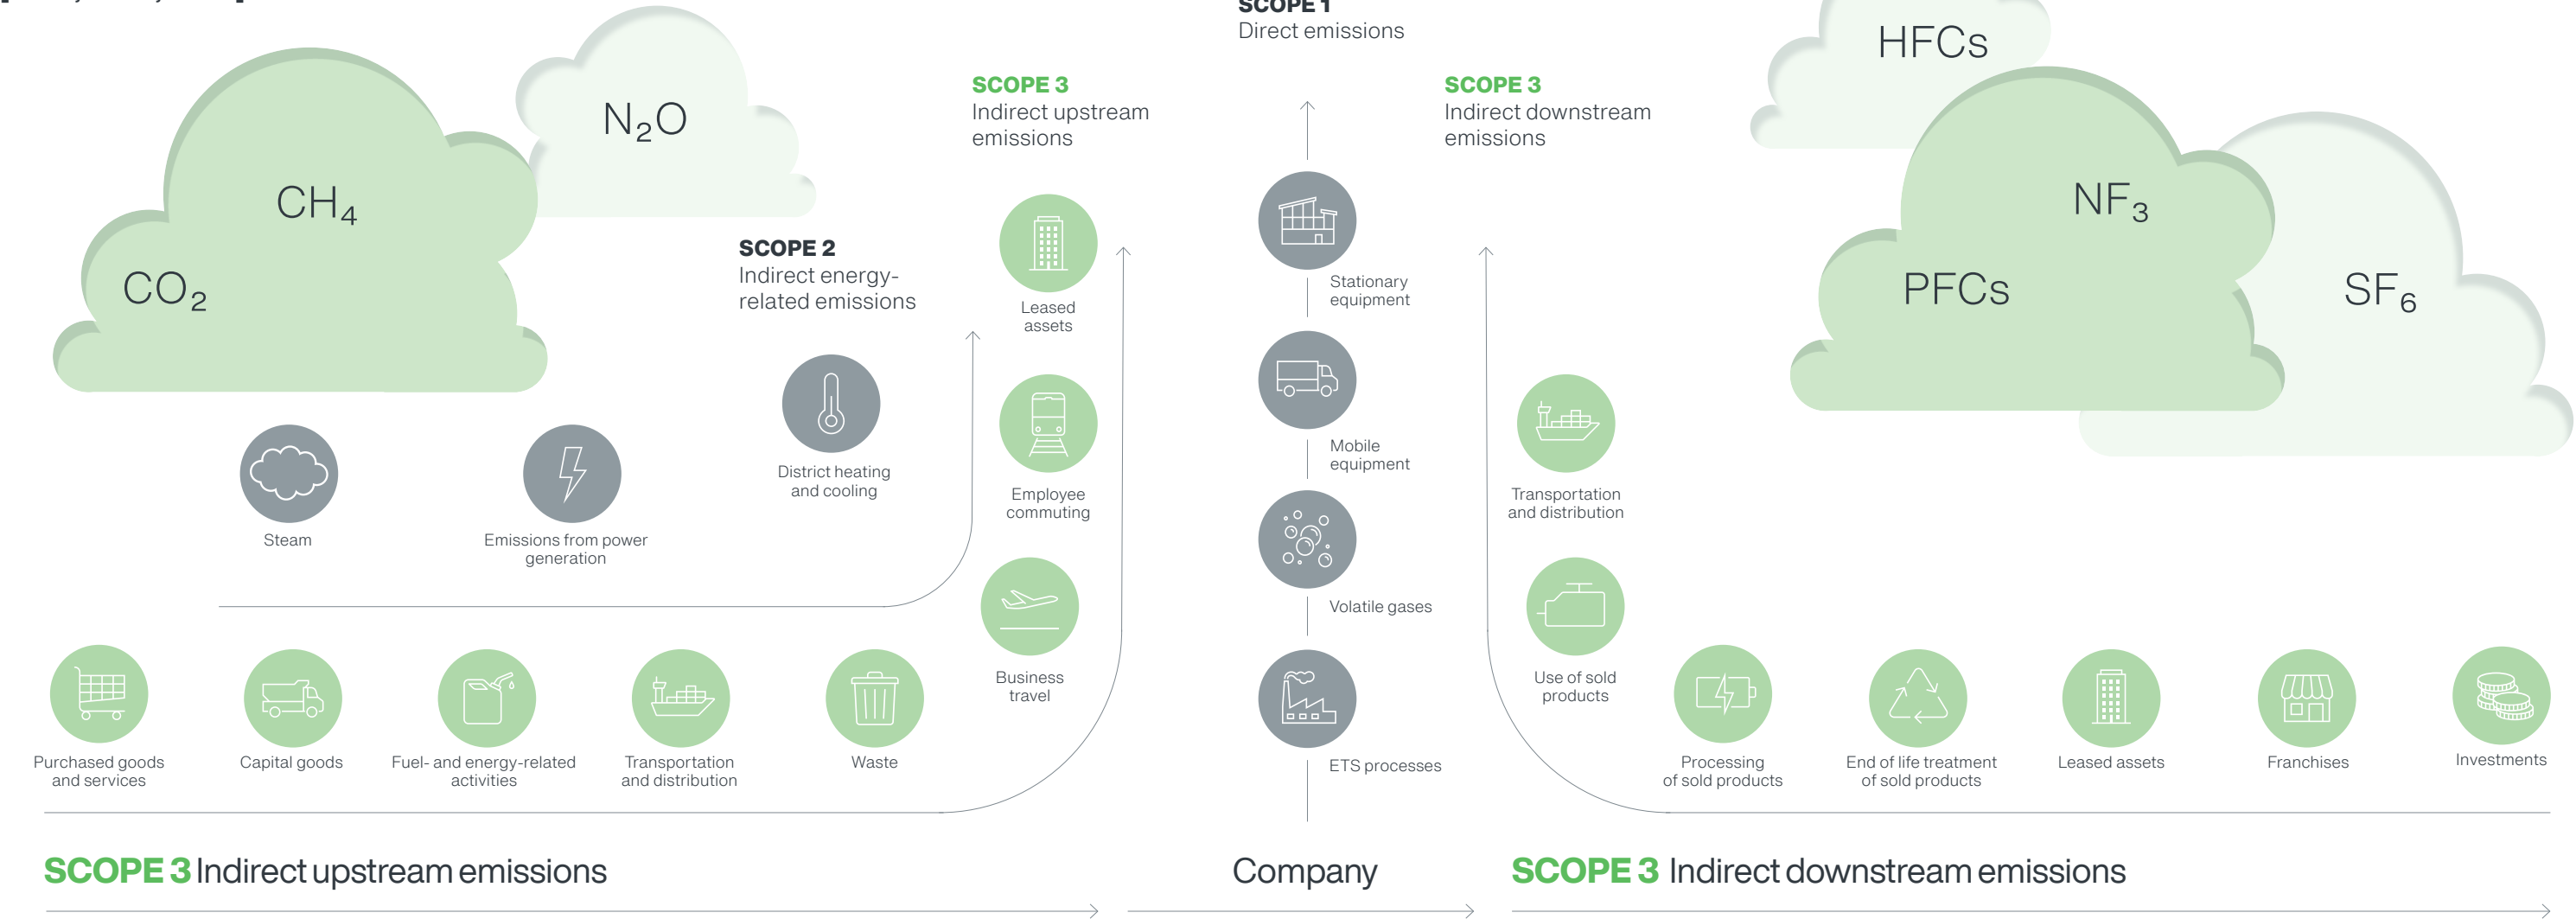 SCOPE 1
Direct emissions
HFCs
CH₄
N₂O
CO₂
SCOPE 3
Indirect upstream
emissions
SCOPE 3
Indirect downstream
emissions
NF₃
PFCs
SF₆
SCOPE 2
Indirect energy-
related emissions
Leased
assets
Stationary
equipment
District heating
and cooling
Employee
commuting
Mobile
equipment
Transportation
and distribution
Steam
Emissions from power
generation
Volatile gases
Business
travel
Use of sold
products
Purchased goods
and services
Capital goods
Fuel- and energy-related
activities
Transportation
and distribution
Waste
ETS processes
Processing
of sold products
End of life treatment
of sold products
Leased assets
Franchises
Investments
SCOPE 3 Indirect upstream emissions
Company
SCOPE 3 Indirect downstream emissions